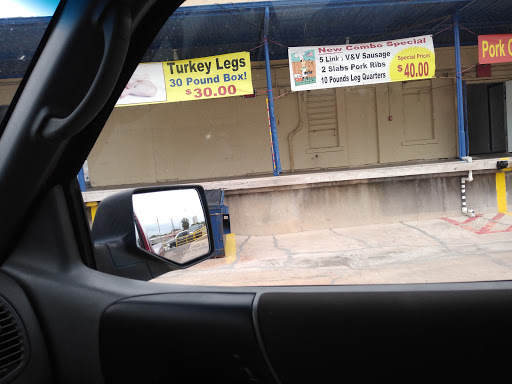 Turkey Legs
30 Pound Box!
$30.00
New Combo Special
5 Link: V&V Sausage
2 Slabs Pork Ribs
10 Pounds Leg Quarters
Special Price!
$40.00
Pork